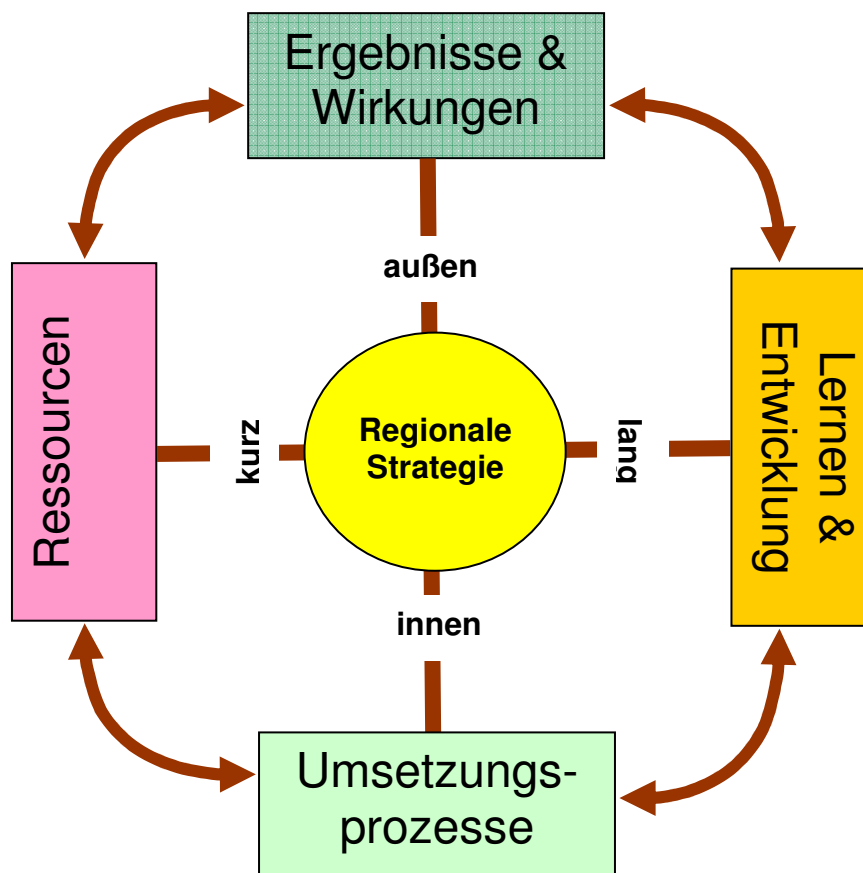 Ergebnisse &
Wirkungen
außen
Ressourcen
kurz
Regionale
Strategie
lang
Lernen &
Entwicklung
innen
Umsetzungs-
prozesse